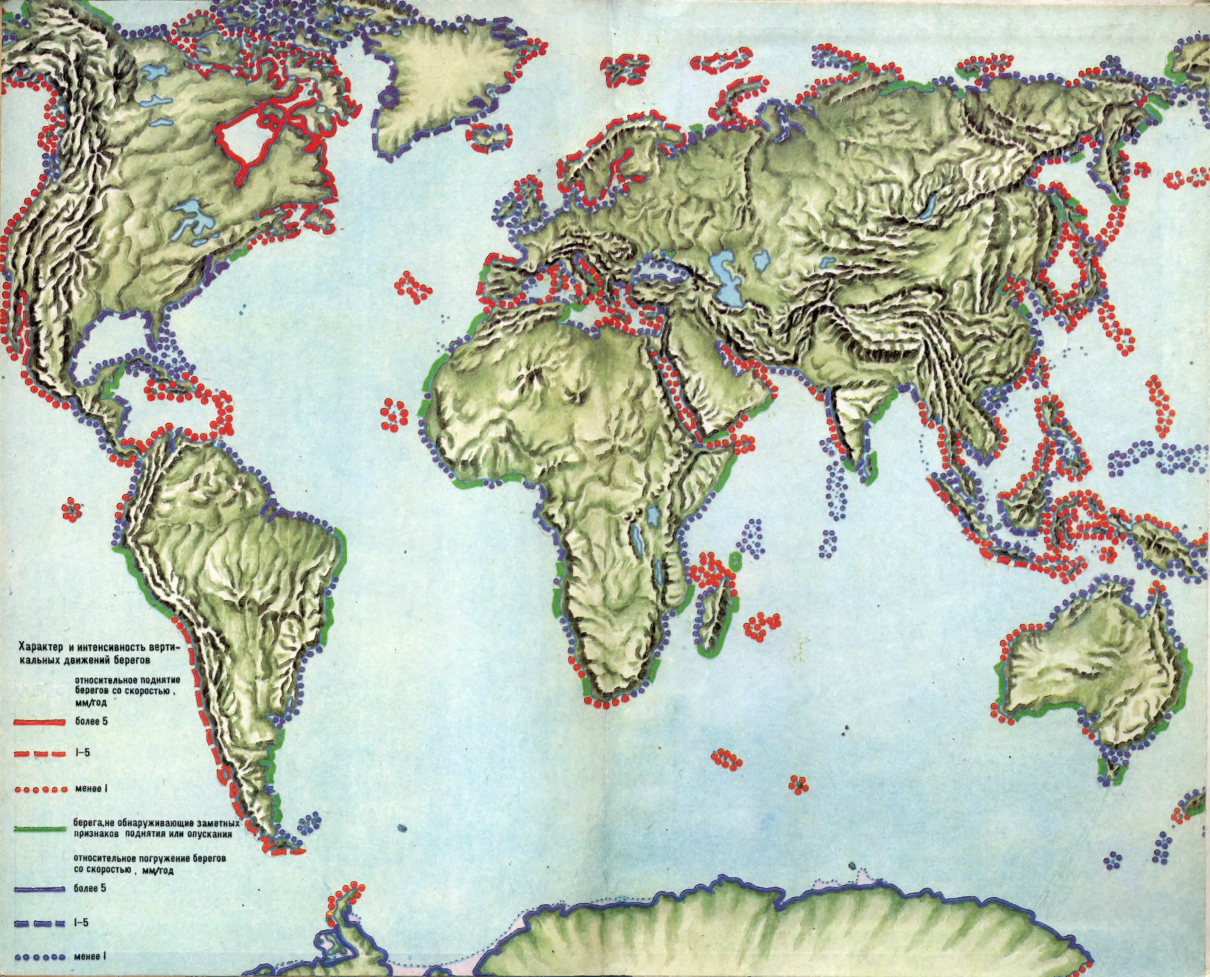 Характер и интенсивность верти-
кальных движений берегов
относительное поднятие
берегов со скоростью,
мм/год
более 5
1–5
менее 1
берега, не обнаруживающие заметных
признаков поднятия или опускания
относительное погружение берегов
со скоростью, мм/год
более 5
1–5
менее 1